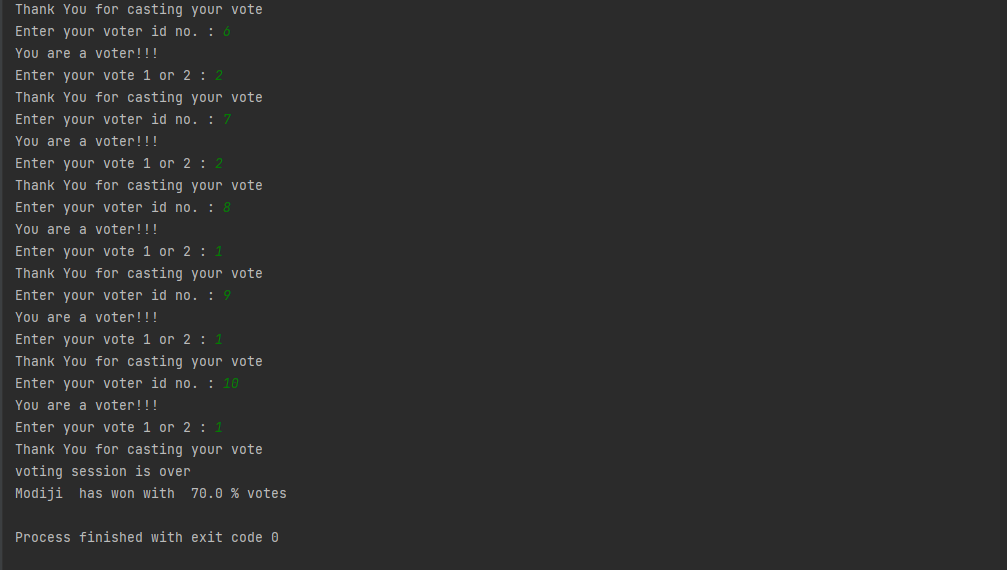 Thank You for casting your vote
Enter your voter id no. : 6
You are a voter!!!
Enter your vote 1 or 2 : 2
Thank You for casting your vote
Enter your voter id no. : 7
You are a voter!!!
Enter your vote 1 or 2 : 2
Thank You for casting your vote
Enter your voter id no. : 8
You are a voter!!!
Enter your vote 1 or 2 : 1
Thank You for casting your vote
Enter your voter id no. : 9
You are a voter!!!
Enter your vote 1 or 2 : 1
Thank You for casting your vote
Enter your voter id no. : 10
You are a voter!!!
Enter your vote 1 or 2 : 1
Thank You for casting your vote
voting session is over
Modiji  has won with  70.0 % votes
Process finished with exit code 0